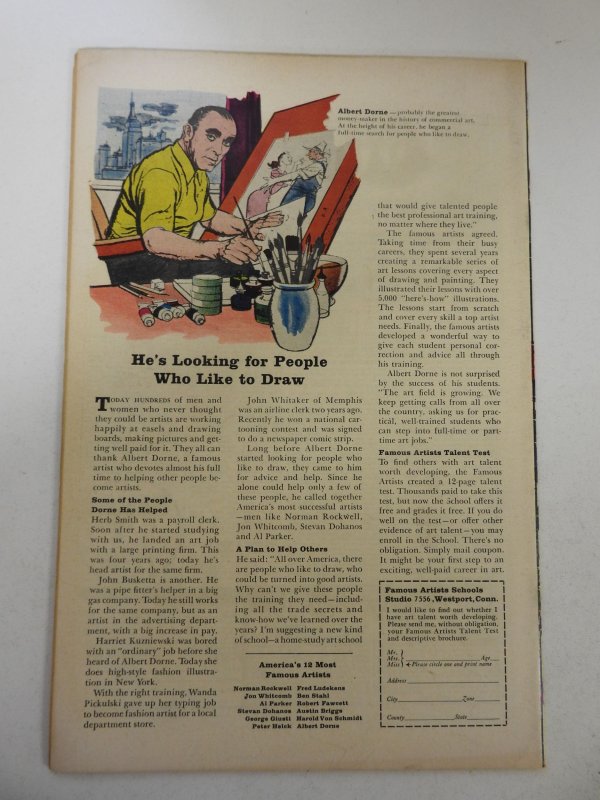 Albert Dorne — probably the greatest
money-maker in the history of commercial art.
At the height of his career, he began a
full-time search for people who like to draw.
He's Looking for People
Who Like to Draw
TODAY HUNDREDS of men and
women who never thought
they could be artists are working
happily at easels and drawing
boards, making pictures and get-
ting well paid for it. They all can
thank Albert Dorne, a famous
artist who devotes almost his full
time to helping other people be-
come artists.
Some of the People
Dorne Has Helped
Herb Smith was a payroll clerk.
Soon after he started studying
with us, he landed an art job
with a large printing firm. This
was four years ago; today he's
head artist for the same firm.
John Busketta is another. He
was a pipe fitter's helper in a big
gas company. Today he still works
for the same company, but as an
artist in the advertising depart-
ment, with a big increase in pay.
Harriet Kuzniewski was bored
with an "ordinary" job before she
heard of Albert Dorne. Today she
does high-style fashion illustra-
tion in New York.
With the right training, Wanda
Pickulski gave up her typing job
to become fashion artist for a local
department store.
John Whitaker of Memphis
was an airline clerk two years ago.
Recently he won a national car-
tooning contest and was signed
to do a newspaper comic strip.
Long before Albert Dorne
started looking for people who
like to draw, they came to him
for advice and help. Since he
alone could help only a few of
these people, he called together
America's most successful artists
—men like Norman Rockwell,
Jon Whitcomb, Stevan Dohanos
and Al Parker.
A Plan to Help Others
He said: "All over America, there
are people who like to draw, who
could be turned into good artists.
Why can't we give these people
the training they need—includ-
ing all the trade secrets and
know-how we've learned over the
years? I'm suggesting a new kind
of school—a home-study art school
America's 12 Most
Famous Artists
Norman Rockwell Fred Ludekens
Jon Whitcomb Ben Stahl
Al Parker Robert Fawcett
Stevan Dohanos Austin Briggs
George Giusti Harold Von Schmidt
Peter Helck Albert Dorne
that would give talented people
the best professional art training,
no matter where they live."
The famous artists agreed.
Taking time from their busy
careers, they spent several years
creating a remarkable series of
art lessons covering every aspect
of drawing and painting. They
illustrated their lessons with over
5,000 "here's-how" illustrations.
The lessons start from scratch
and cover every skill a top artist
needs. Finally, the famous artists
developed a wonderful way to
give each student personal cor-
rection and advice all through
his training.
Albert Dorne is not surprised
by the success of his students.
"The art field is growing. We
keep getting calls from all over
the country, asking us for prac-
tical, well-trained students who
can step into full-time or part-
time art jobs."
Famous Artists Talent Test
To find others with art talent
worth developing, the Famous
Artists created a 12-page talent
test. Thousands paid to take this
test, but now the School offers it
free and grades it free. If you do
well on the test—or offer other
evidence of art talent—you may
enroll in the School. There's no
obligation. Simply mail coupon.
It might be your first step to an
exciting, well-paid career in art.
Famous Artists Schools
Studio 7536, Westport, Conn.
I would like to find out whether I
have art talent worth developing.
Please send me, without obligation,
your Famous Artists Talent Test
and descriptive brochure.
Mr.
Mrs. Age
Miss Please circle one and print name
Address
City Zone
County State